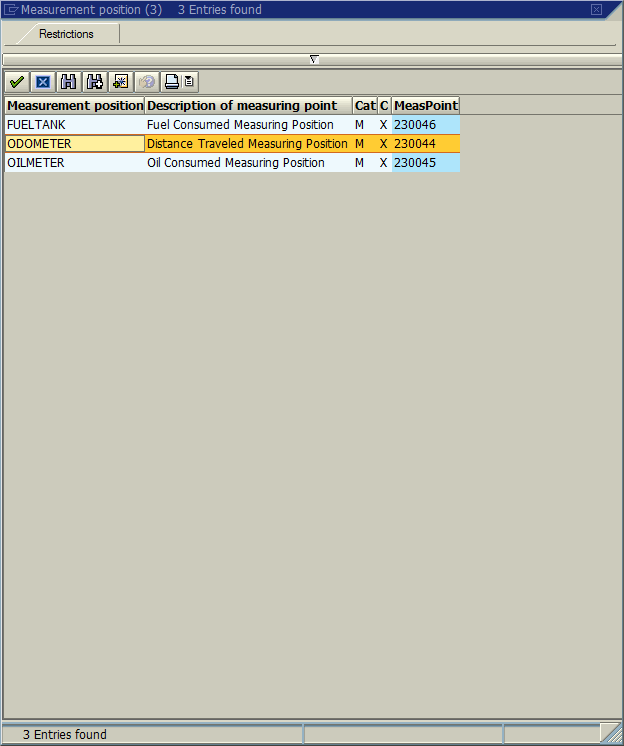 Measurement position (3) 3 Entries found
Restrictions
Measurement position Description of measuring point Cat C MeasPoint
FUELTANK Fuel Consumed Measuring Position M X 230046
ODOMETER Distance Traveled Measuring Position M X 230044
OILMETER Oil Consumed Measuring Position M X 230045
3 Entries found